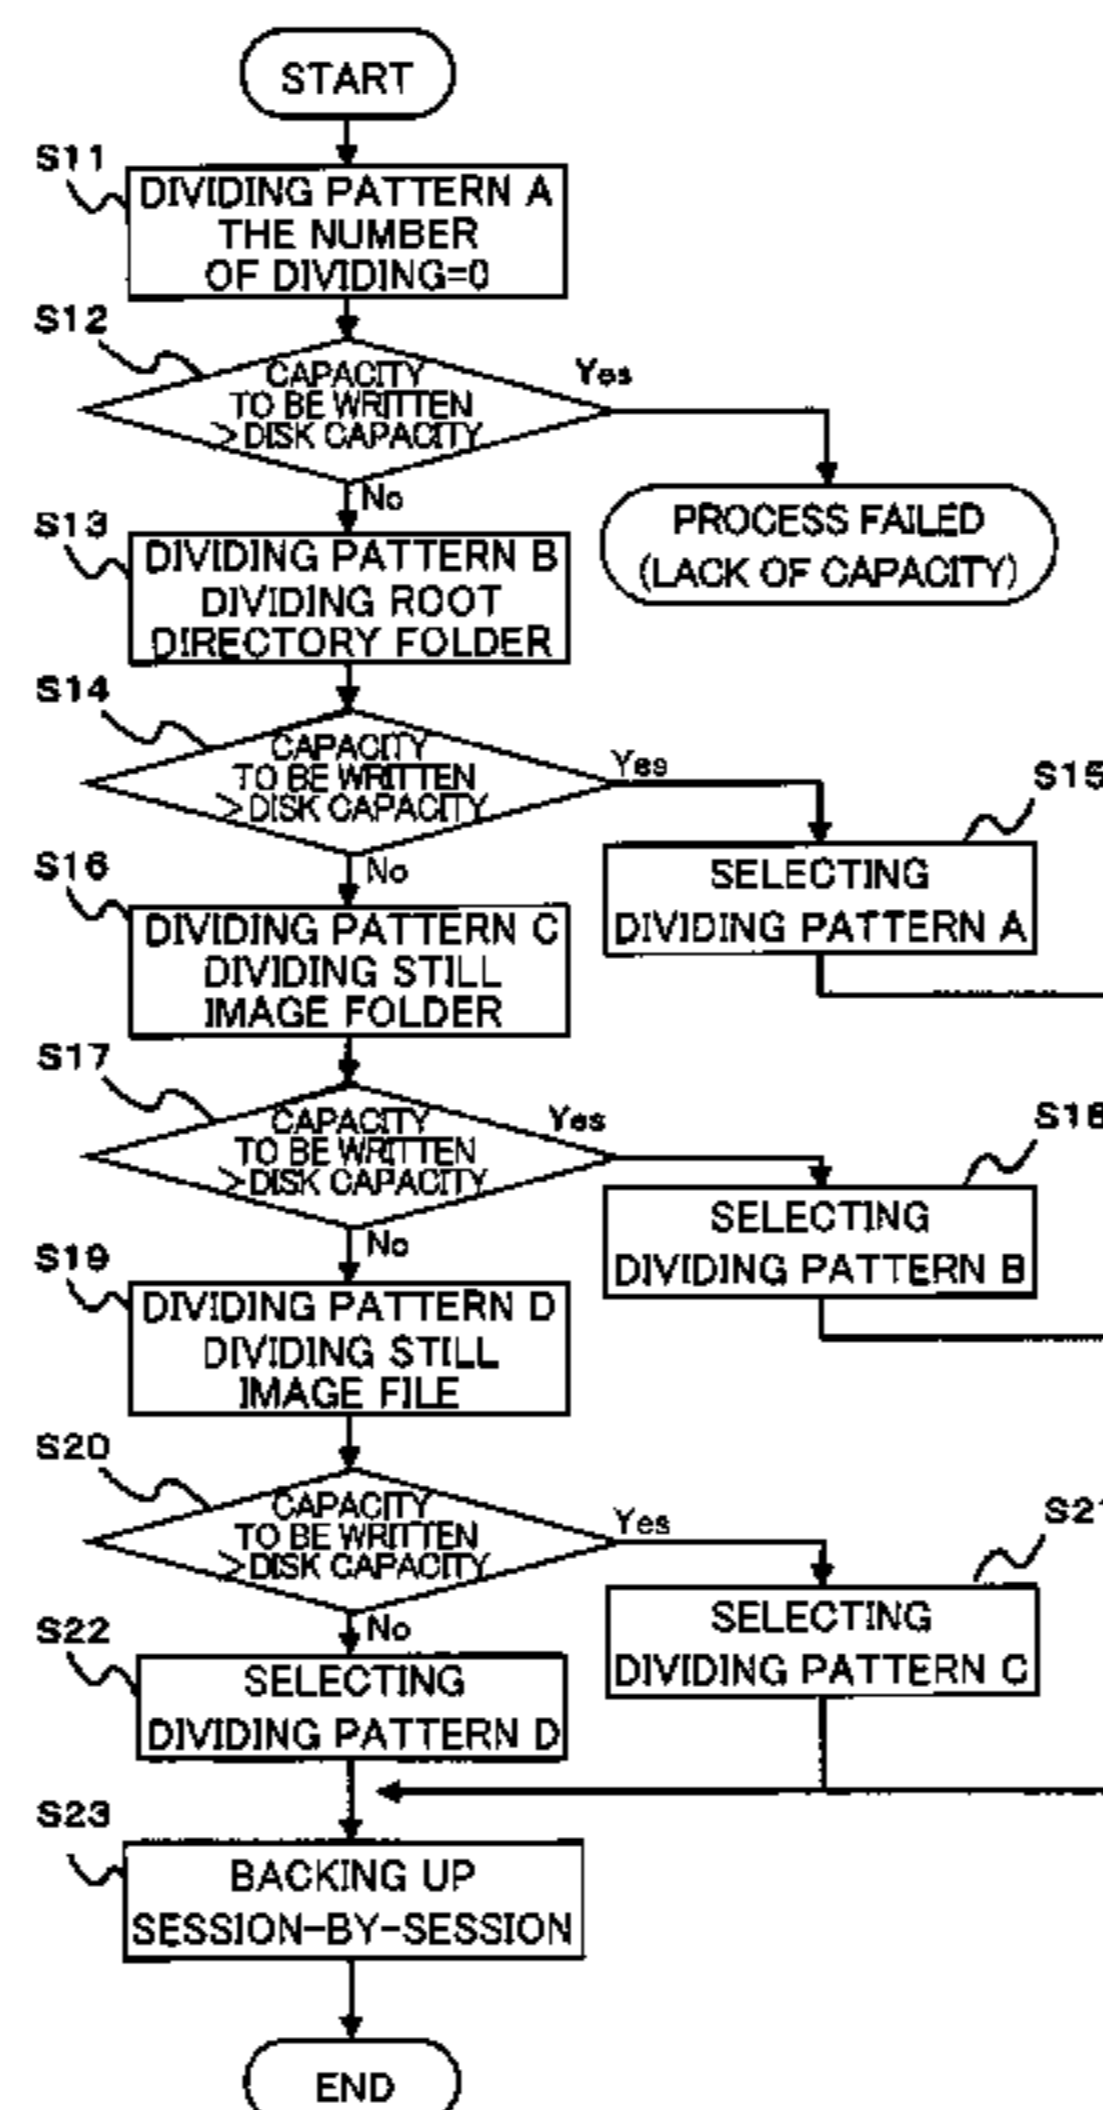 START
S11
DIVIDING PATTERN A
THE NUMBER
OF DIVIDING=0
S12
CAPACITY
TO BE WRITTEN
>DISK CAPACITY
Yes
No
PROCESS FAILED
(LACK OF CAPACITY)
S13
DIVIDING PATTERN B
DIVIDING ROOT
DIRECTORY FOLDER
S14
CAPACITY
TO BE WRITTEN
>DISK CAPACITY
Yes
No
S15
SELECTING
DIVIDING PATTERN A
S16
DIVIDING PATTERN C
DIVIDING STILL
IMAGE FOLDER
S17
CAPACITY
TO BE WRITTEN
>DISK CAPACITY
Yes
No
S18
SELECTING
DIVIDING PATTERN B
S19
DIVIDING PATTERN D
DIVIDING STILL
IMAGE FILE
S20
CAPACITY
TO BE WRITTEN
>DISK CAPACITY
Yes
No
S21
SELECTING
DIVIDING PATTERN C
S22
SELECTING
DIVIDING PATTERN D
S23
BACKING UP
SESSION-BY-SESSION
END